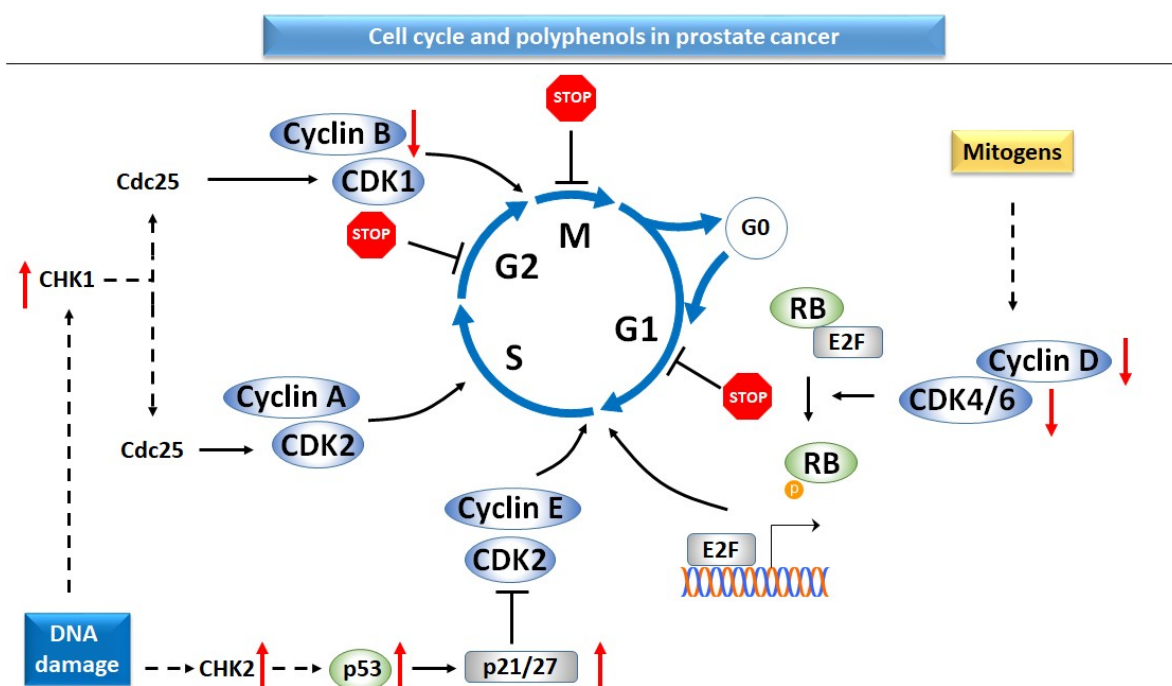 Cell cycle and polyphenols in prostate cancer
STOP
Cyclin B
Mitogens
Cdc25
CDK1
STOP
M
G0
G2
CHK1
RB
G1
E2F
S
Cyclin D
Cyclin A
STOP
CDK4/6
Cdc25
CDK2
RB
P
Cyclin E
E2F
CDK2
DNA
damage
CHK2
p53
p21/27